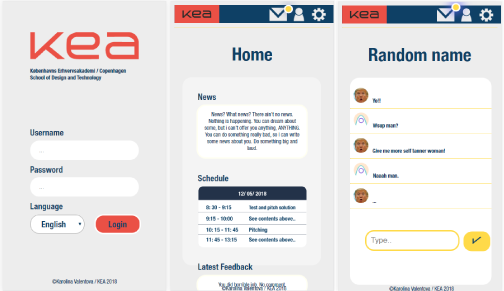 kea
Københavns Erhvervsakademi / Copenhagen
School of Design and Technology
Username
...
Password
...
Language
English
Login
©Karolina Valentova / KEA 2018
kea
Home
News
News? What news? There ain't no news.
Nothing is happening. You can dream about
some, but I can't offer you anything. ANYTHING.
You can do something really bad, so I can write
some news about you. Do something big and
bad.
Schedule
12/ 05/ 2018
8: 30 - 9:15 Test and pitch solution
9:15 - 10:00 See contents above..
10: 15 - 11: 45 Pitching
11: 45 - 13:15 See contents above..
Latest Feedback
You did terrible job. No comment.
©Karolina Valentova / KEA 2018
kea
Random name
Yo!!
Waap man?
Give me more self tanner woman!
Naaah man.
...
Type..
©Karolina Valentova / KEA 2018